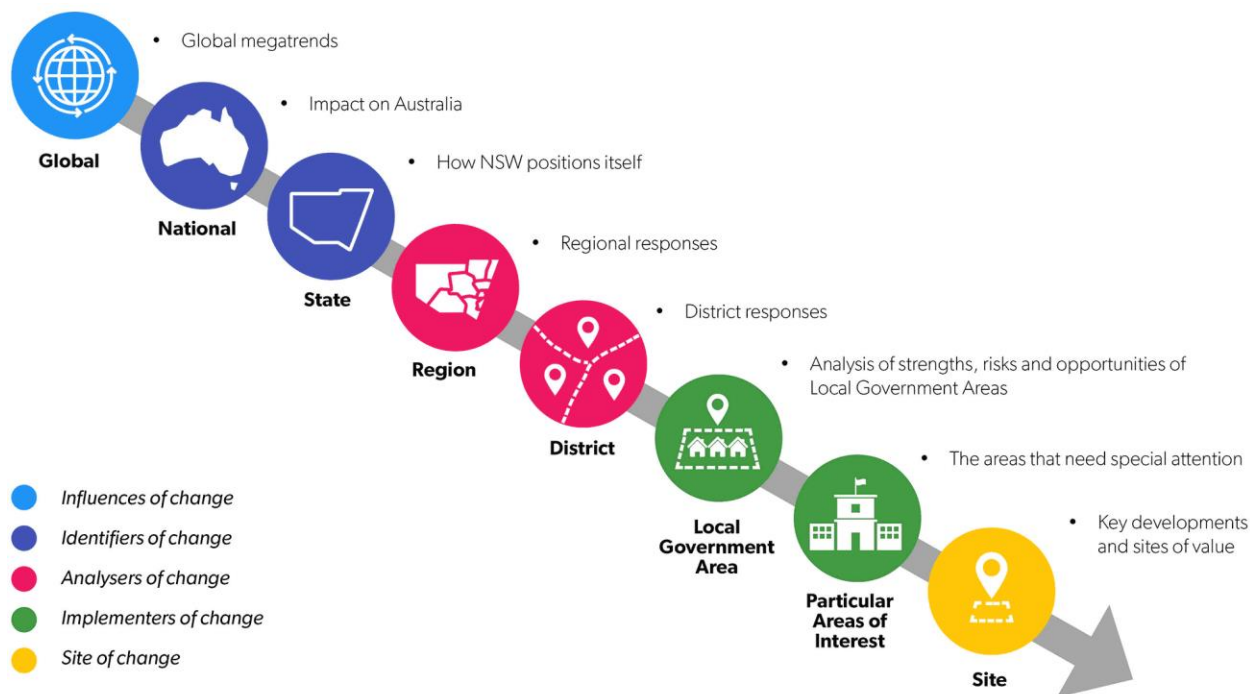 • Global megatrends
Global
• Impact on Australia
National
• How NSW positions itself
State
• Regional responses
Region
• District responses
District
• Analysis of strengths, risks and opportunities of
Local Government Areas
Local
Government
Area
• The areas that need special attention
Particular
Areas of
Interest
• Key developments
and sites of value
Site
Influences of change
Identifiers of change
Analysers of change
Implementers of change
Site of change